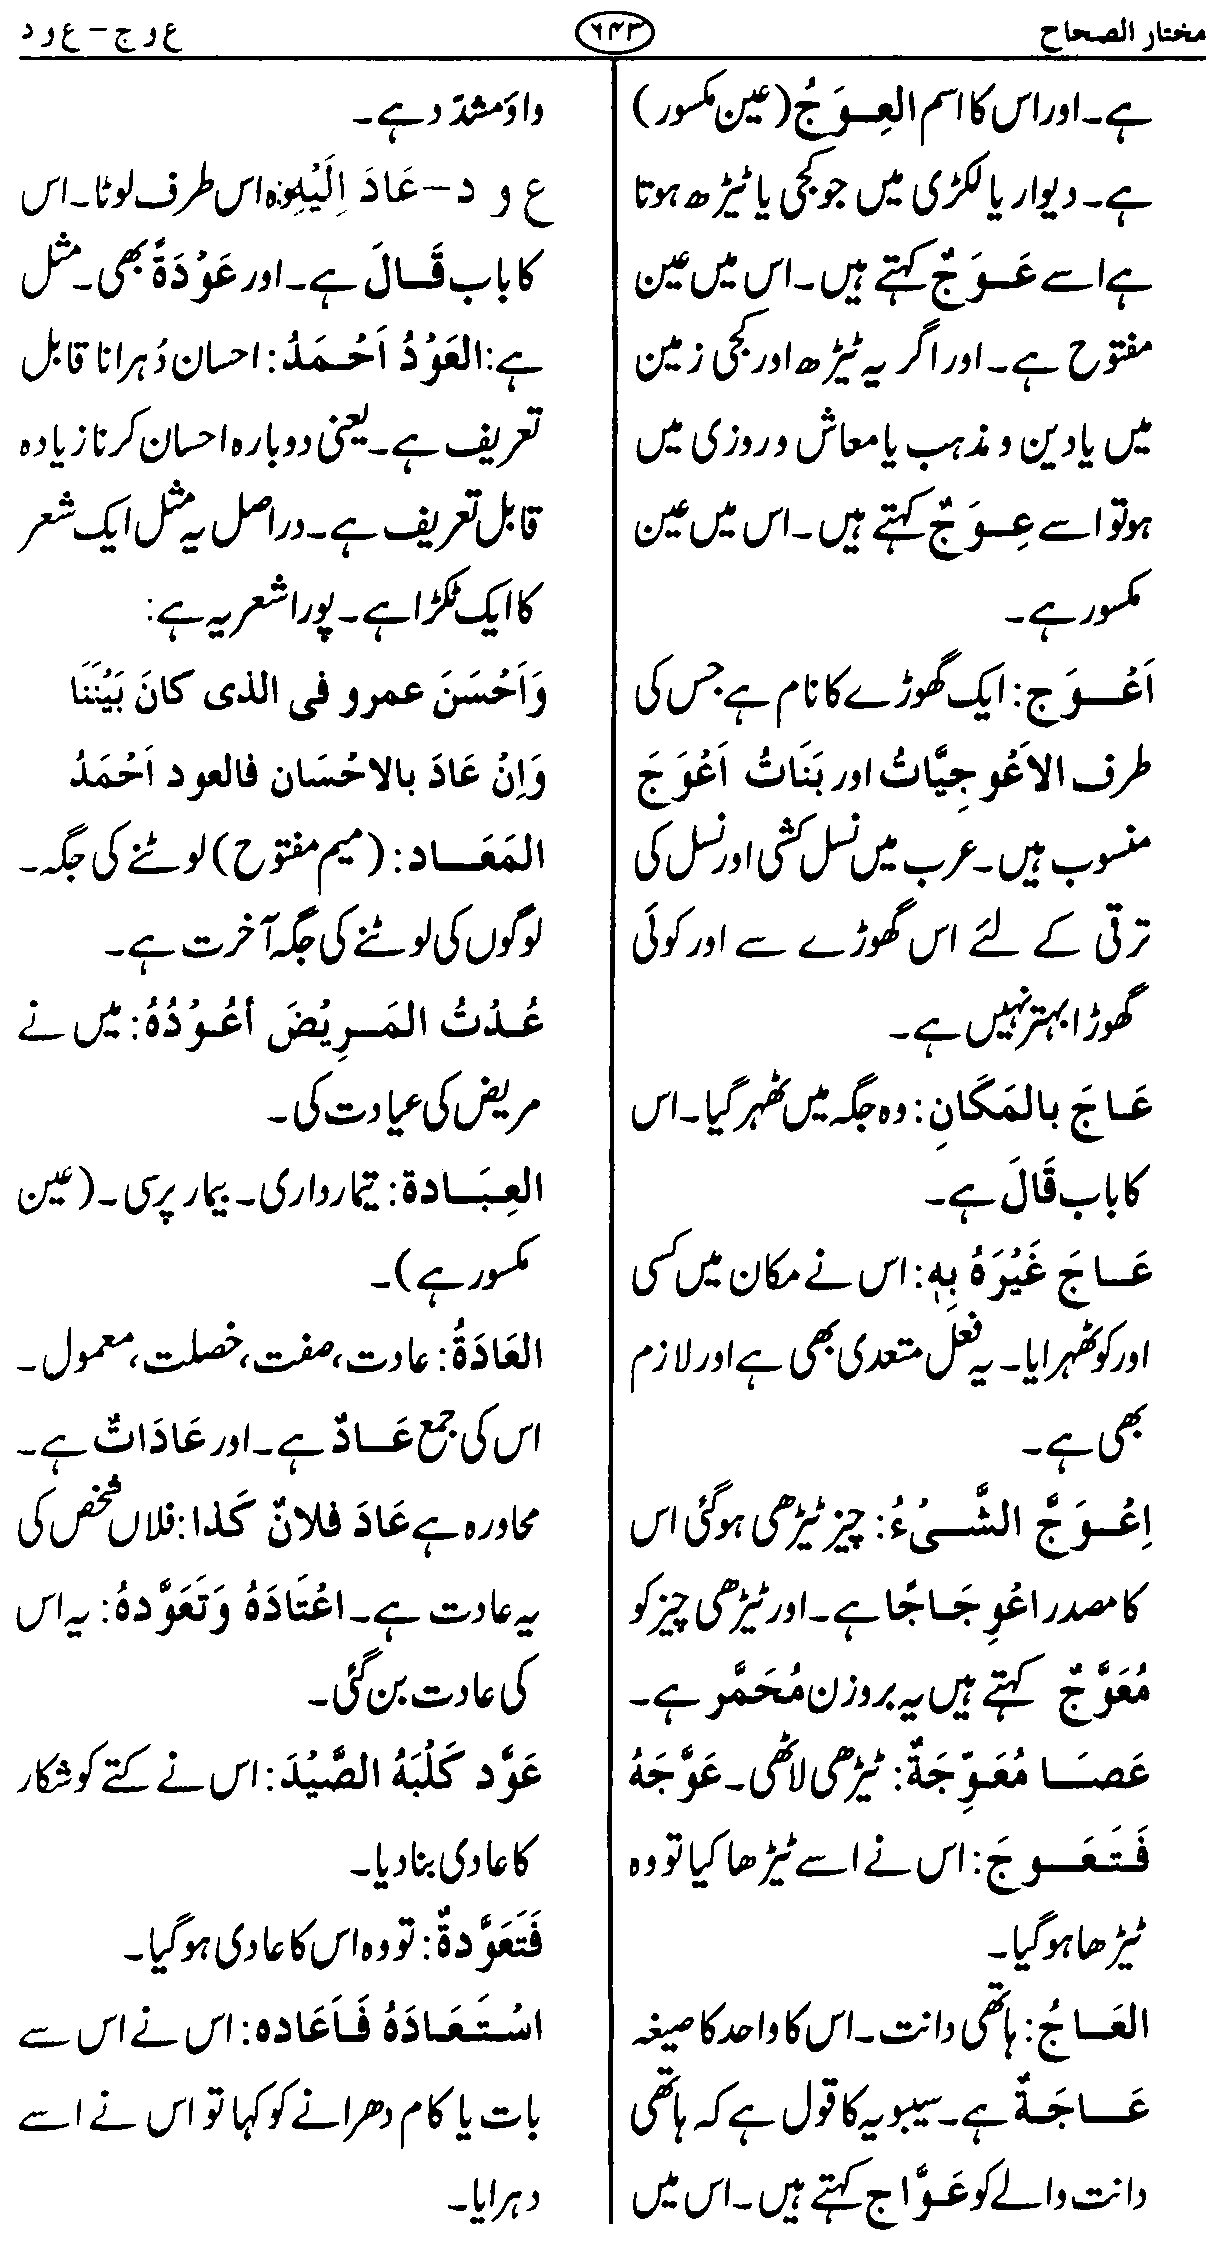 مختار الصحاح
۶۴۳
ع و ج – ع و د
ہے۔ اور اس کا اسم العِوَجُ (عین مکسور)
ہے۔ دیوار یا لکڑی میں جو کجی یا ٹیڑھ ہوتا
ہے اسے عَوَجٌ کہتے ہیں۔ اس میں عین
مفتوح ہے۔ اور اگر یہ ٹیڑھ اور کجی زمین
میں یا دین و مذہب یا معاش و روزی میں
ہو تو اسے عِوَجٌ کہتے ہیں۔ اس میں عین
مکسور ہے۔
اَعْوَج: ایک گھوڑے کا نام ہے جس کی
طرف الاَعْوجِيَّاتُ اور بَنَاتُ اَعْوَجَ
منسوب ہیں۔ عرب میں نسل کشی اور نسل کی
ترقی کے لئے اس گھوڑے سے اور کوئی
گھوڑا بہتر نہیں ہے۔
عَاجَ بالمَكَانِ: وہ جگہ میں ٹھہر گیا۔ اس
کا باب قَالَ ہے۔
عَاجَ غَيْرَهُ بِهٖ: اس نے مکان میں کسی
اور کو ٹھہرایا۔ یہ فعل متعدی بھی ہے اور لازم
بھی ہے۔
اِعْوَجَّ الشَّيْءُ: چیز ٹیڑھی ہو گئی اس
کا مصدر اعْوِجَاجًا ہے۔ اور ٹیڑھی چیز کو
مُعَوَّجٌ کہتے ہیں یہ بروزن مُحَمَّر ہے۔
عَصَا مُعَوِّجَةٌ: ٹیڑھی لاٹھی۔ عَوَّجَهُ
فَتَعَوجَ: اس نے اسے ٹیڑھا کیا تو وہ
ٹیڑھا ہو گیا۔
العَاجُ: ہاتھی دانت۔ اس کا واحد کا صیغہ
عَاجَةٌ ہے۔ سیبویہ کا قول ہے کہ ہاتھی
دانت والے کو عَوَّاج کہتے ہیں۔ اس میں
واؤ مشدّد ہے۔
ع و د – عَادَ اِلَيْهِ: وہ اس طرف لوٹا۔ اس
کا باب قَالَ ہے۔ اور عَوْدَةً بھی۔ مثل
ہے: العَوْدُ اَحْمَدُ: احسان دُہرانا قابل
تعریف ہے۔ یعنی دوبارہ احسان کرنا زیادہ
قابل تعریف ہے۔ دراصل یہ مثل ایک شعر
کا ایک ٹکڑا ہے۔ پورا شعر یہ ہے:
وَاَحْسَنَ عمرو فی الذی کانَ بَيْنَنَا
وَاِنْ عَادَ بالاحْسَان فالعود اَحْمَدُ
المَعَاد: (میم مفتوح) لوٹنے کی جگہ۔
لوگوں کی لوٹنے کی جگہ آخرت ہے۔
عُدْتُ المَرِيْضَ أعُوْدُهُ: میں نے
مریض کی عیادت کی۔
العِبَادة: تیمارداری۔ بیمار پرسی۔ (عین
مکسور ہے)۔
العَادَةُ: عادت، صفت، خصلت، معمول۔
اس کی جمع عَادٌ ہے۔ اور عَادَاتٌ ہے۔
محاورہ ہے عَادَ فلانٌ كَذا: فلاں شخص کی
یہ عادت ہے۔ اعْتَادَهُ وَتَعَوَّدهُ: یہ اس
کی عادت بن گئی۔
عَوَّد كَلْبَهُ الصَّيْدَ: اس نے کتے کو شکار
کا عادی بنا دیا۔
فَتَعَوَّدةٌ: تو وہ اس کا عادی ہو گیا۔
اسْتَعَادَهُ فَاَعَاده: اس نے اس سے
بات یا کام دھرانے کو کہا تو اس نے اسے
دہرایا۔